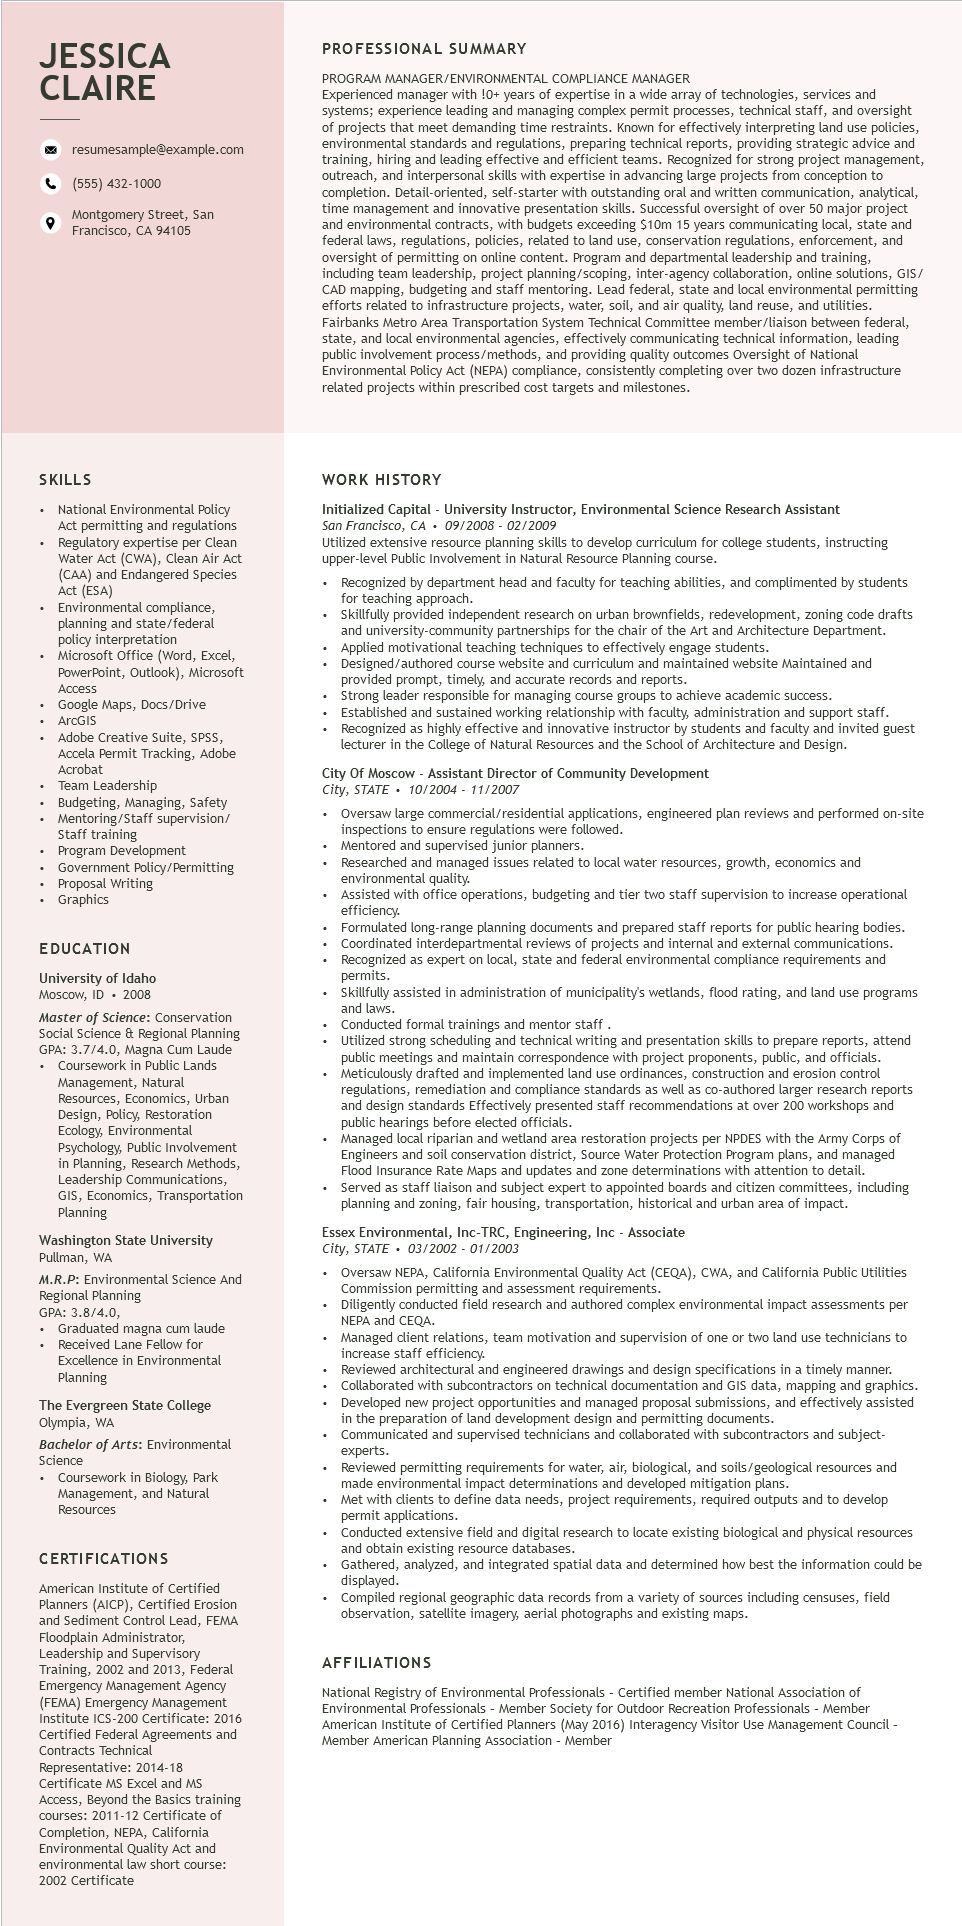 JESSICA
CLAIRE
resumesample@example.com
(555) 432-1000
Montgomery Street, San
Francisco, CA 94105
PROFESSIONAL SUMMARY
PROGRAM MANAGER/ENVIRONMENTAL COMPLIANCE MANAGER
Experienced manager with !0+ years of expertise in a wide array of technologies, services and
systems; experience leading and managing complex permit processes, technical staff, and oversight
of projects that meet demanding time restraints. Known for effectively interpreting land use policies,
environmental standards and regulations, preparing technical reports, providing strategic advice and
training, hiring and leading effective and efficient teams. Recognized for strong project management,
outreach, and interpersonal skills with expertise in advancing large projects from conception to
completion. Detail-oriented, self-starter with outstanding oral and written communication, analytical,
time management and innovative presentation skills. Successful oversight of over 50 major project
and environmental contracts, with budgets exceeding $10m 15 years communicating local, state and
federal laws, regulations, policies, related to land use, conservation regulations, enforcement, and
oversight of permitting on online content. Program and departmental leadership and training,
including team leadership, project planning/scoping, inter-agency collaboration, online solutions, GIS/
CAD mapping, budgeting and staff mentoring. Lead federal, state and local environmental permitting
efforts related to infrastructure projects, water, soil, and air quality, land reuse, and utilities.
Fairbanks Metro Area Transportation System Technical Committee member/liaison between federal,
state, and local environmental agencies, effectively communicating technical information, leading
public involvement process/methods, and providing quality outcomes Oversight of National
Environmental Policy Act (NEPA) compliance, consistently completing over two dozen infrastructure
related projects within prescribed cost targets and milestones.
SKILLS
• National Environmental Policy
Act permitting and regulations
• Regulatory expertise per Clean
Water Act (CWA), Clean Air Act
(CAA) and Endangered Species
Act (ESA)
• Environmental compliance,
planning and state/federal
policy interpretation
• Microsoft Office (Word, Excel,
PowerPoint, Outlook), Microsoft
Access
• Google Maps, Docs/Drive
• ArcGIS
• Adobe Creative Suite, SPSS,
Accela Permit Tracking, Adobe
Acrobat
• Team Leadership
• Budgeting, Managing, Safety
• Mentoring/Staff supervision/
Staff training
• Program Development
• Government Policy/Permitting
• Proposal Writing
• Graphics
EDUCATION
University of Idaho
Moscow, ID • 2008
Master of Science: Conservation
Social Science & Regional Planning
GPA: 3.7/4.0, Magna Cum Laude
• Coursework in Public Lands
Management, Natural
Resources, Economics, Urban
Design, Policy, Restoration
Ecology, Environmental
Psychology, Public Involvement
in Planning, Research Methods,
Leadership Communications,
GIS, Economics, Transportation
Planning
Washington State University
Pullman, WA
M.R.P: Environmental Science And
Regional Planning
GPA: 3.8/4.0,
• Graduated magna cum laude
• Received Lane Fellow for
Excellence in Environmental
Planning
The Evergreen State College
Olympia, WA
Bachelor of Arts: Environmental
Science
• Coursework in Biology, Park
Management, and Natural
Resources
CERTIFICATIONS
American Institute of Certified
Planners (AICP), Certified Erosion
and Sediment Control Lead, FEMA
Floodplain Administrator,
Leadership and Supervisory
Training, 2002 and 2013, Federal
Emergency Management Agency
(FEMA) Emergency Management
Institute ICS-200 Certificate: 2016
Certified Federal Agreements and
Contracts Technical
Representative: 2014-18
Certificate MS Excel and MS
Access, Beyond the Basics training
courses: 2011-12 Certificate of
Completion, NEPA, California
Environmental Quality Act and
environmental law short course:
2002 Certificate
WORK HISTORY
Initialized Capital - University Instructor, Environmental Science Research Assistant
San Francisco, CA • 09/2008 - 02/2009
Utilized extensive resource planning skills to develop curriculum for college students, instructing
upper-level Public Involvement in Natural Resource Planning course.
• Recognized by department head and faculty for teaching abilities, and complimented by students
for teaching approach.
• Skillfully provided independent research on urban brownfields, redevelopment, zoning code drafts
and university-community partnerships for the chair of the Art and Architecture Department.
• Applied motivational teaching techniques to effectively engage students.
• Designed/authored course website and curriculum and maintained website Maintained and
provided prompt, timely, and accurate records and reports.
• Strong leader responsible for managing course groups to achieve academic success.
• Established and sustained working relationship with faculty, administration and support staff.
• Recognized as highly effective and innovative instructor by students and faculty and invited guest
lecturer in the College of Natural Resources and the School of Architecture and Design.
City Of Moscow - Assistant Director of Community Development
City, STATE • 10/2004 - 11/2007
• Oversaw large commercial/residential applications, engineered plan reviews and performed on-site
inspections to ensure regulations were followed.
• Mentored and supervised junior planners.
• Researched and managed issues related to local water resources, growth, economics and
environmental quality.
• Assisted with office operations, budgeting and tier two staff supervision to increase operational
efficiency.
• Formulated long-range planning documents and prepared staff reports for public hearing bodies.
• Coordinated interdepartmental reviews of projects and internal and external communications.
• Recognized as expert on local, state and federal environmental compliance requirements and
permits.
• Skillfully assisted in administration of municipality's wetlands, flood rating, and land use programs
and laws.
• Conducted formal trainings and mentor staff .
• Utilized strong scheduling and technical writing and presentation skills to prepare reports, attend
public meetings and maintain correspondence with project proponents, public, and officials.
• Meticulously drafted and implemented land use ordinances, construction and erosion control
regulations, remediation and compliance standards as well as co-authored larger research reports
and design standards Effectively presented staff recommendations at over 200 workshops and
public hearings before elected officials.
• Managed local riparian and wetland area restoration projects per NPDES with the Army Corps of
Engineers and soil conservation district, Source Water Protection Program plans, and managed
Flood Insurance Rate Maps and updates and zone determinations with attention to detail.
• Served as staff liaison and subject expert to appointed boards and citizen committees, including
planning and zoning, fair housing, transportation, historical and urban area of impact.
Essex Environmental, Inc-TRC, Engineering, Inc - Associate
City, STATE • 03/2002 - 01/2003
• Oversaw NEPA, California Environmental Quality Act (CEQA), CWA, and California Public Utilities
Commission permitting and assessment requirements.
• Diligently conducted field research and authored complex environmental impact assessments per
NEPA and CEQA.
• Managed client relations, team motivation and supervision of one or two land use technicians to
increase staff efficiency.
• Reviewed architectural and engineered drawings and design specifications in a timely manner.
• Collaborated with subcontractors on technical documentation and GIS data, mapping and graphics.
• Developed new project opportunities and managed proposal submissions, and effectively assisted
in the preparation of land development design and permitting documents.
• Communicated and supervised technicians and collaborated with subcontractors and subject-
experts.
• Reviewed permitting requirements for water, air, biological, and soils/geological resources and
made environmental impact determinations and developed mitigation plans.
• Met with clients to define data needs, project requirements, required outputs and to develop
permit applications.
• Conducted extensive field and digital research to locate existing biological and physical resources
and obtain existing resource databases.
• Gathered, analyzed, and integrated spatial data and determined how best the information could be
displayed.
• Compiled regional geographic data records from a variety of sources including censuses, field
observation, satellite imagery, aerial photographs and existing maps.
AFFILIATIONS
National Registry of Environmental Professionals – Certified member National Association of
Environmental Professionals – Member Society for Outdoor Recreation Professionals – Member
American Institute of Certified Planners (May 2016) Interagency Visitor Use Management Council –
Member American Planning Association – Member